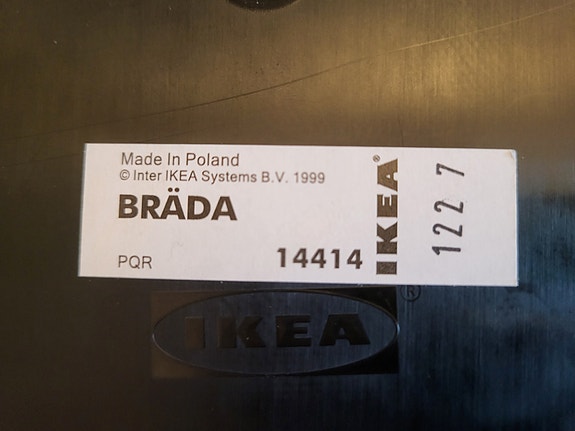 Made In Poland
© Inter IKEA Systems B.V. 1999
BRÄDA
PQR
14414
IKEA®
122 7
IKEA®